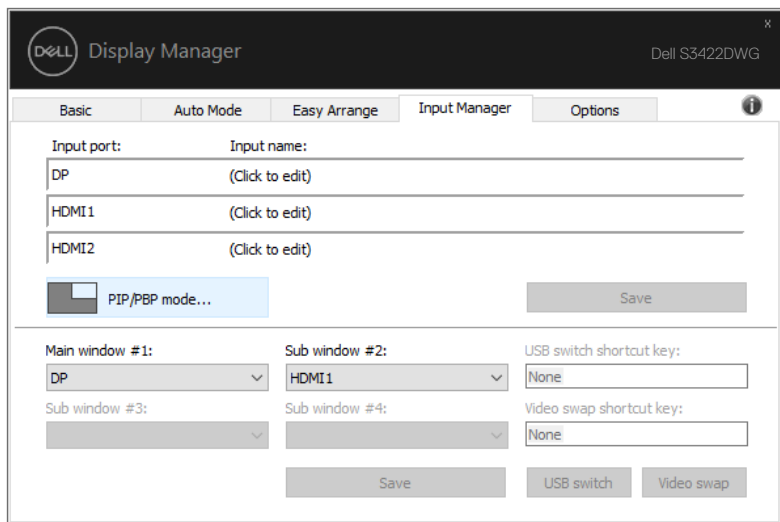 x
DELL Display Manager
Dell S3422DWG
Basic Auto Mode Easy Arrange Input Manager Options i
Input port: Input name:
DP (Click to edit)
HDMI1 (Click to edit)
HDMI2 (Click to edit)
PIP/PBP mode... Save
Main window #1: Sub window #2: USB switch shortcut key:
DP HDMI1 None
Sub window #3: Sub window #4: Video swap shortcut key:
None
Save USB switch Video swap